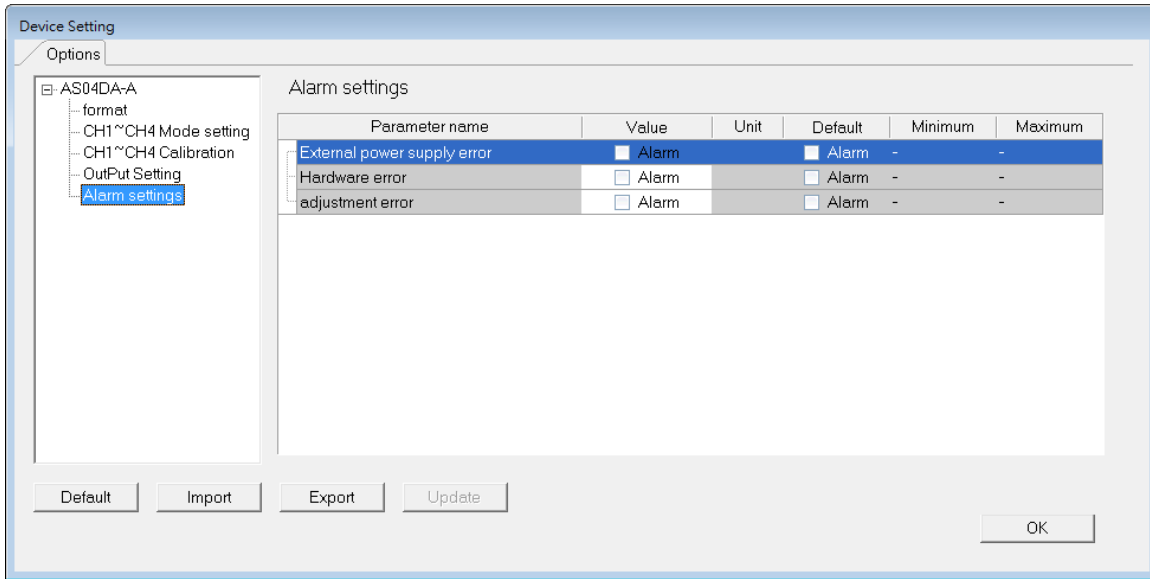 Device Setting
Options
AS04DA-A
format
CH1~CH4 Mode setting
CH1~CH4 Calibration
OutPut Setting
Alarm settings
Alarm settings
Parameter name Value Unit Default Minimum Maximum
External power supply error Alarm Alarm - -
Hardware error Alarm Alarm - -
adjustment error Alarm Alarm - -
Default Import Export Update
OK